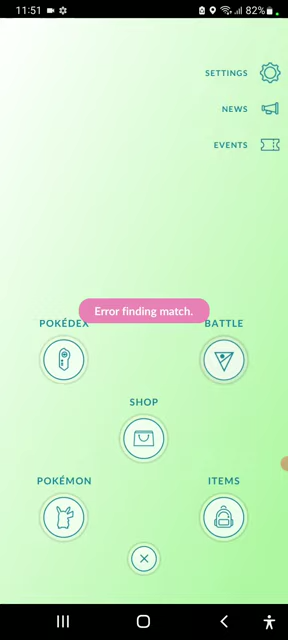 11:51
82%
SETTINGS
NEWS
EVENTS
Error finding match.
POKÉDEX
BATTLE
SHOP
POKÉMON
ITEMS